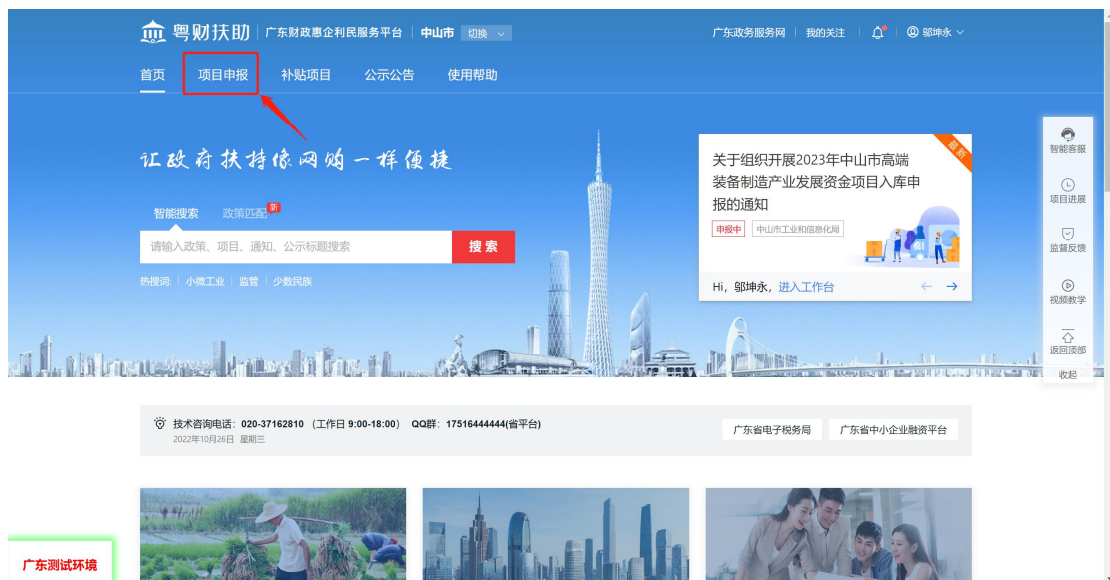 粤财扶助 广东财政惠企利民服务平台 中山市 切换
广东政务服务网 我的关注 邬坤永
首页 项目申报 补贴项目 公示公告 使用帮助
让政府扶持像网购一样便捷
智能搜索 政策匹配 新
请输入政策、项目、通知、公示标题搜索 搜索
热搜词: 小微工业 监管 少数民族
最新
关于组织开展2023年中山市高端
装备制造产业发展资金项目入库申
报的通知
申报中 中山市工业和信息化局
Hi，邬坤永，进入工作台
智能客服
项目进展
监督反馈
视频教学
返回顶部
收起
技术咨询电话：020-37162810 （工作日 9:00-18:00） QQ群：17516444444(省平台)
2022年10月26日 星期三
广东省电子税务局 广东省中小企业融资平台
广东测试环境